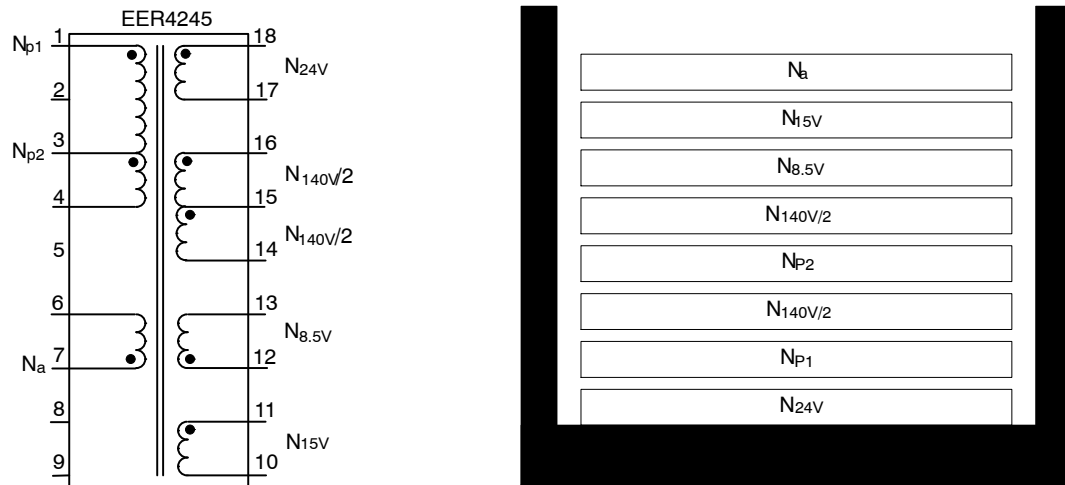 EER4245
1
Np1
2
3
Np2
4
5
6
7
Na
8
9
18
N24V
17
16
N140V/2
15
N140V/2
14
13
N8.5V
12
11
N15V
10
Na
N15V
N8.5V
N140V/2
NP2
N140V/2
NP1
N24V